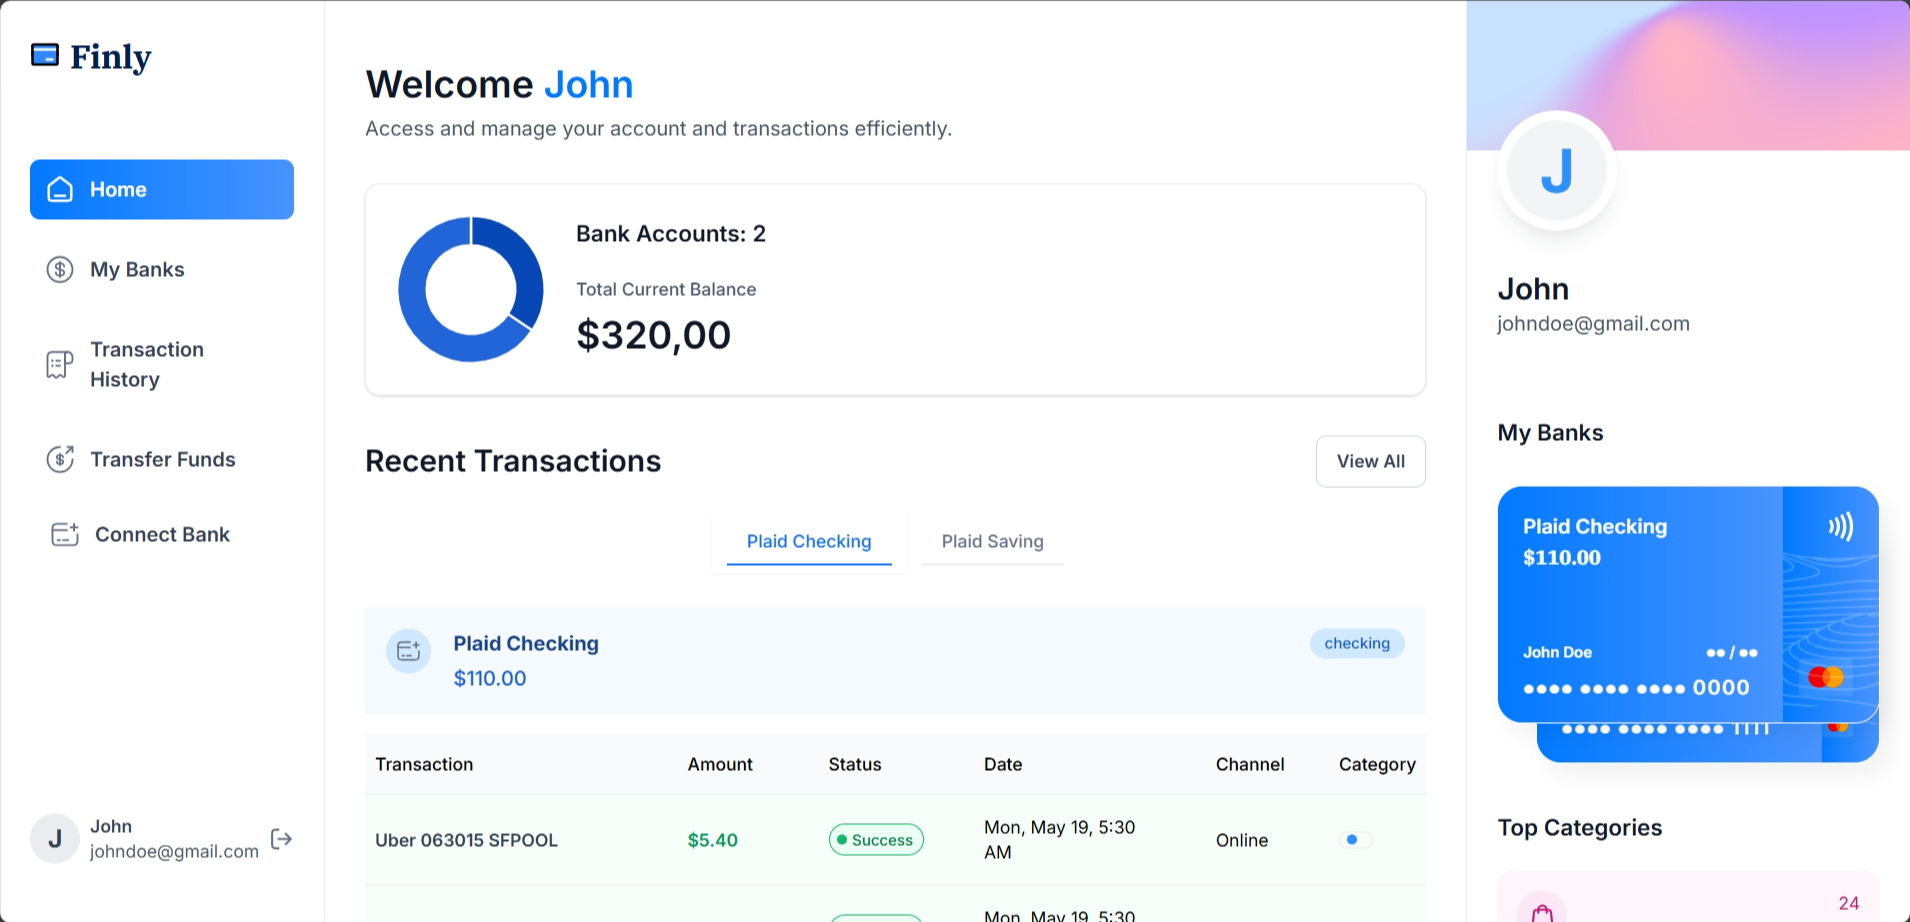 Finly
Home
My Banks
Transaction
History
Transfer Funds
Connect Bank
J
John
johndoe@gmail.com
Welcome John
Access and manage your account and transactions efficiently.
Bank Accounts: 2
Total Current Balance
$320,00
Recent Transactions
View All
Plaid Checking
Plaid Saving
Plaid Checking
$110.00
checking
Transaction Amount Status Date Channel Category
Uber 063015 SFPOOL $5.40 Success Mon, May 19, 5:30 AM Online
Mon, May 19, 5:30
J
John
johndoe@gmail.com
My Banks
Plaid Checking
$110.00
John Doe ●● / ●●
●●●● ●●●● ●●●● 0000
●●●● ●●●● ●●●● 1111
Top Categories
24